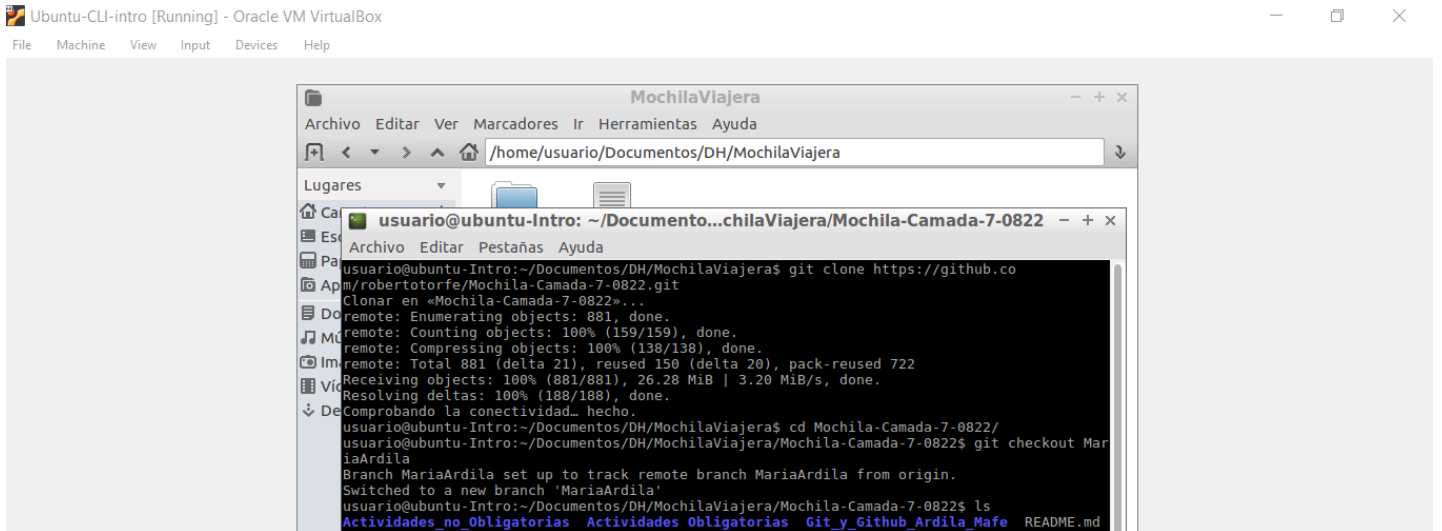 Ubuntu-CLI-intro [Running] - Oracle VM VirtualBox
File Machine View Input Devices Help
MochilaViajera
Archivo Editar Ver Marcadores Ir Herramientas Ayuda
/home/usuario/Documentos/DH/MochilaViajera
Lugares
usuario@ubuntu-Intro: ~/Documento...chilaViajera/Mochila-Camada-7-0822
Archivo Editar Pestañas Ayuda
usuario@ubuntu-Intro:~/Documentos/DH/MochilaViajera$ git clone https://github.co
m/robertotorfe/Mochila-Camada-7-0822.git
Clonar en «Mochila-Camada-7-0822»...
remote: Enumerating objects: 881, done.
remote: Counting objects: 100% (159/159), done.
remote: Compressing objects: 100% (138/138), done.
remote: Total 881 (delta 21), reused 150 (delta 20), pack-reused 722
Receiving objects: 100% (881/881), 26.28 MiB | 3.20 MiB/s, done.
Resolving deltas: 100% (188/188), done.
Comprobando la conectividad… hecho.
usuario@ubuntu-Intro:~/Documentos/DH/MochilaViajera$ cd Mochila-Camada-7-0822/
usuario@ubuntu-Intro:~/Documentos/DH/MochilaViajera/Mochila-Camada-7-0822$ git checkout Mar
iaArdila
Branch MariaArdila set up to track remote branch MariaArdila from origin.
Switched to a new branch 'MariaArdila'
usuario@ubuntu-Intro:~/Documentos/DH/MochilaViajera/Mochila-Camada-7-0822$ ls
Actividades_no_Obligatorias Actividades Obligatorias Git_y_Github_Ardila_Mafe README.md